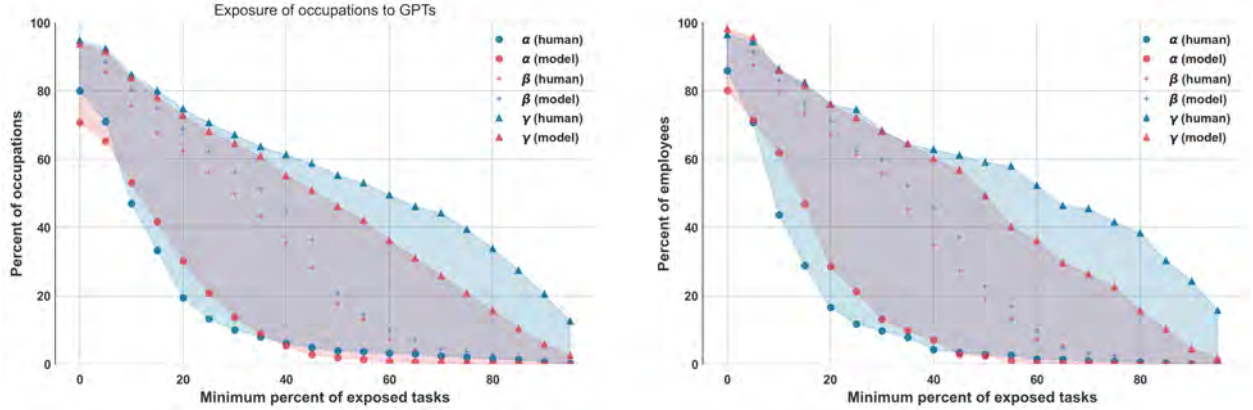 Exposure of occupations to GPTs
100
80
60
40
20
0
Percent of occupations
0 20 40 60 80
Minimum percent of exposed tasks
α (human)
α (model)
β (human)
β (model)
γ (human)
γ (model)
100
80
60
40
20
0
Percent of employees
0 20 40 60 80
Minimum percent of exposed tasks
α (human)
α (model)
β (human)
β (model)
γ (human)
γ (model)